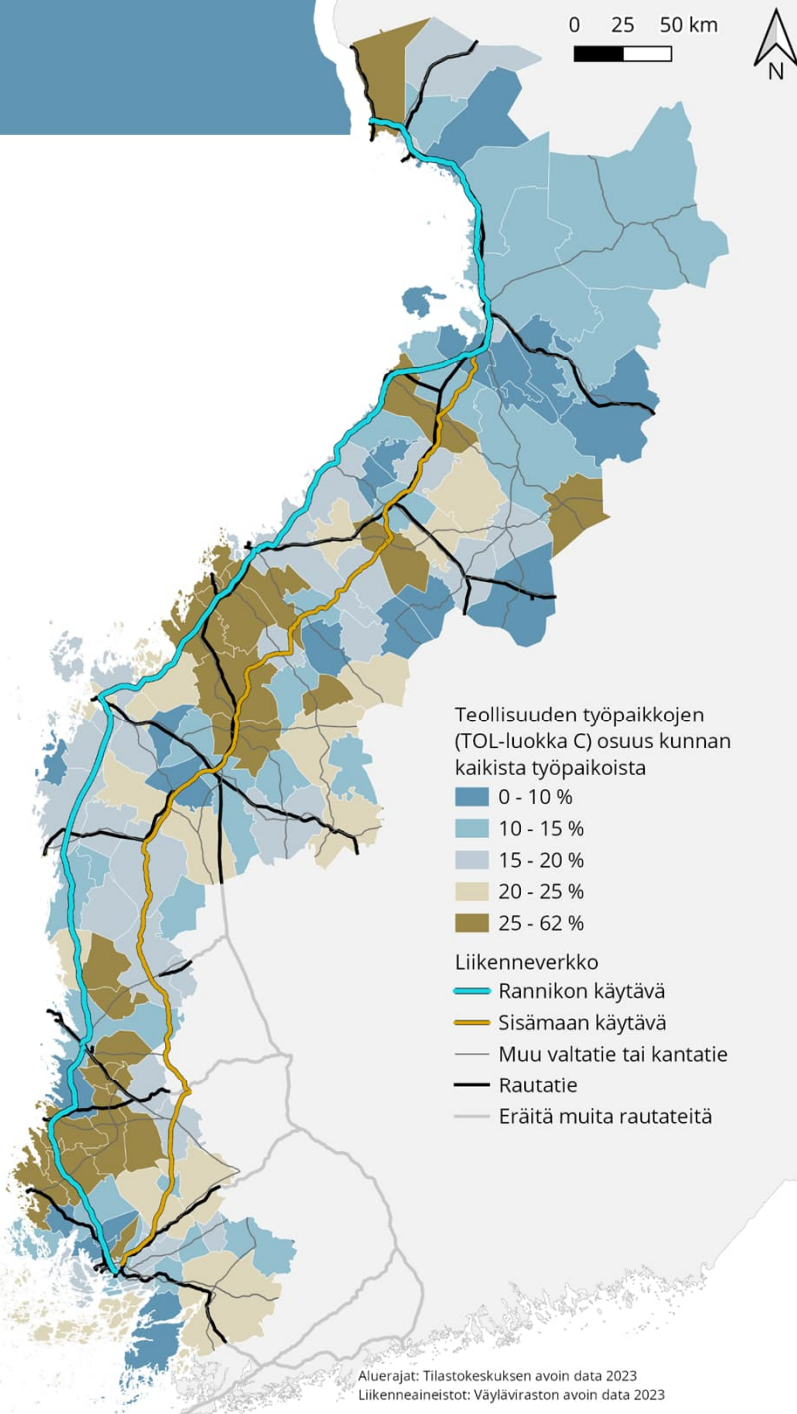 0 25 50 km
N
Teollisuuden työpaikkojen
(TOL-luokka C) osuus kunnan
kaikista työpaikoista
0 - 10 %
10 - 15 %
15 - 20 %
20 - 25 %
25 - 62 %
Liikenneverkko
Rannikon käytävä
Sisämaan käytävä
Muu valtatie tai kantatie
Rautatie
Eräitä muita rautateitä
Aluerajat: Tilastokeskuksen avoin data 2023
Liikenneaineistot: Väyläviraston avoin data 2023